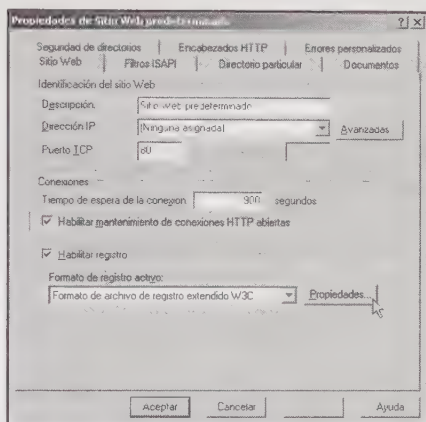 Propiedades de Sitio Web predeterminado
Seguridad de directorios Encabezados HTTP Errores personalizados
Sitio Web Filtros ISAPI Directorio particular Documentos
Identificación del sitio Web
Descripción: Sitio Web predeterminado
Dirección IP (Ninguna asignada) Avanzadas
Puerto TCP 80
Conexiones
Tiempo de espera de la conexion 900 segundos
Habilitar mantenimiento de conexiones HTTP abiertas
Habilitar registro
Formato de registro activo:
Formato de archivo de registro extendido W3C Propiedades...
Aceptar Cancelar Ayuda